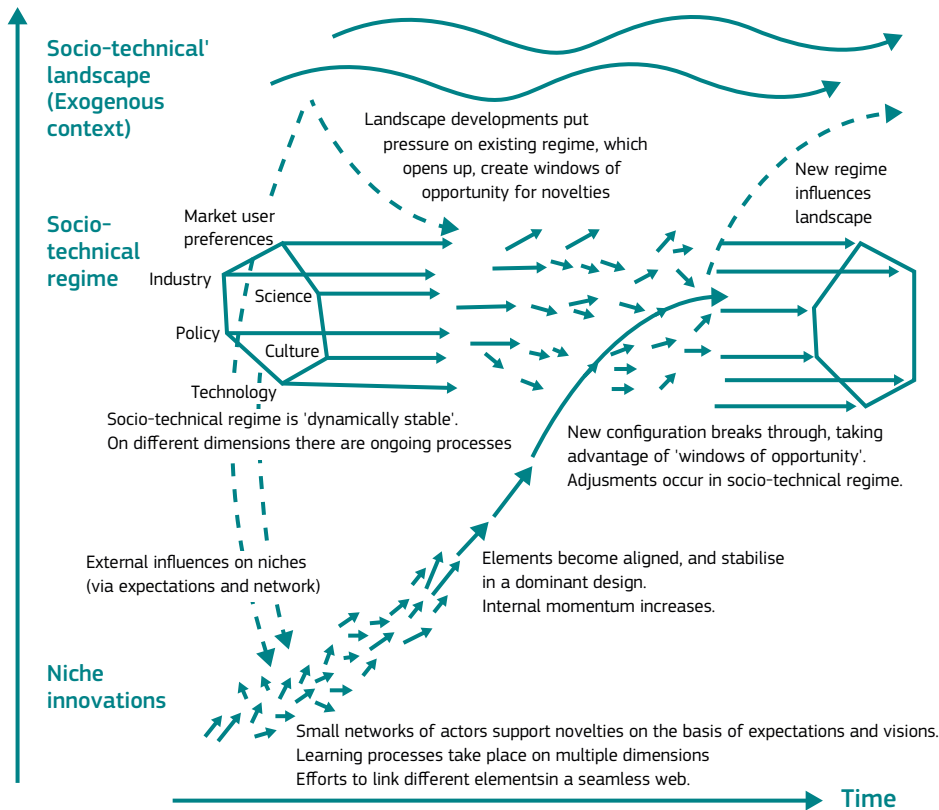 Socio-technical'
landscape
(Exogenous
context)
Landscape developments put
pressure on existing regime, which
opens up, create windows of
opportunity for novelties
New regime
influences
landscape
Socio-
technical
regime
Market user
preferences
Industry
Science
Policy
Culture
Technology
Socio-technical regime is 'dynamically stable'.
On different dimensions there are ongoing processes
New configuration breaks through, taking
advantage of 'windows of opportunity'.
Adjusments occur in socio-technical regime.
External influences on niches
(via expectations and network)
Elements become aligned, and stabilise
in a dominant design.
Internal momentum increases.
Niche
innovations
Small networks of actors support novelties on the basis of expectations and visions.
Learning processes take place on multiple dimensions
Efforts to link different elementsin a seamless web.
Time